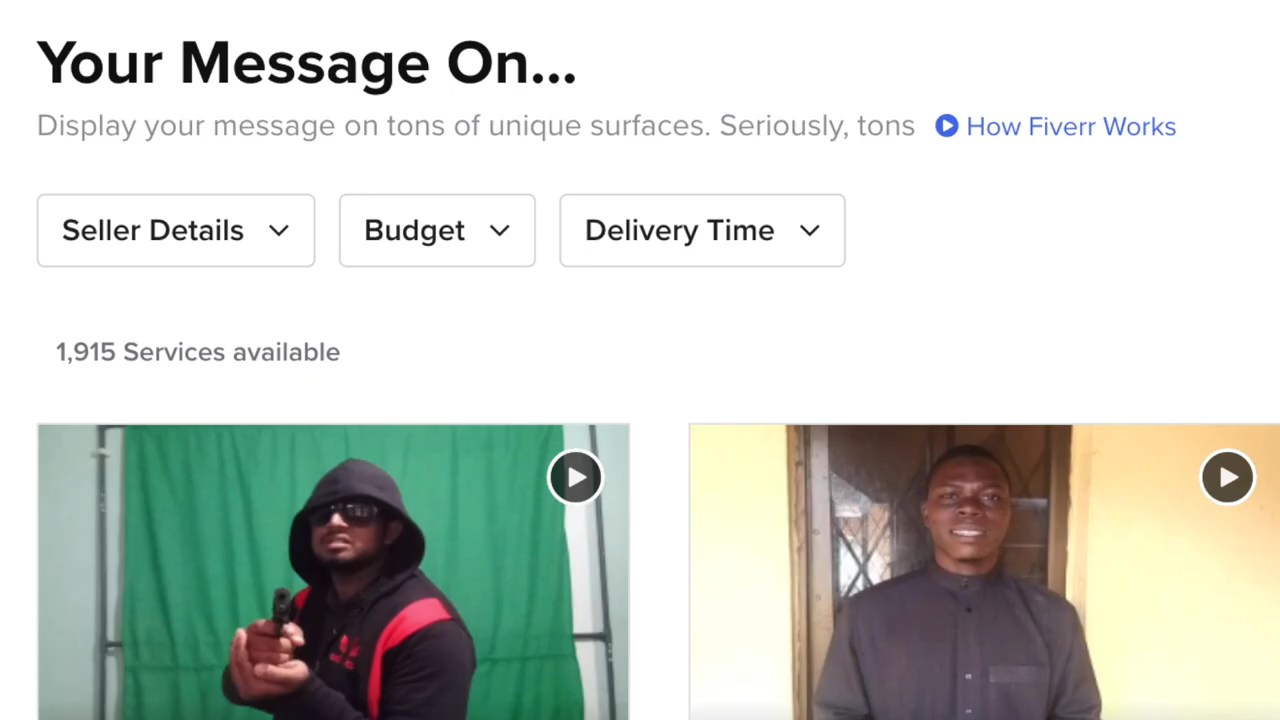 Your Message On...
Display your message on tons of unique surfaces. Seriously, tons How Fiverr Works
Seller Details Budget Delivery Time
1,915 Services available